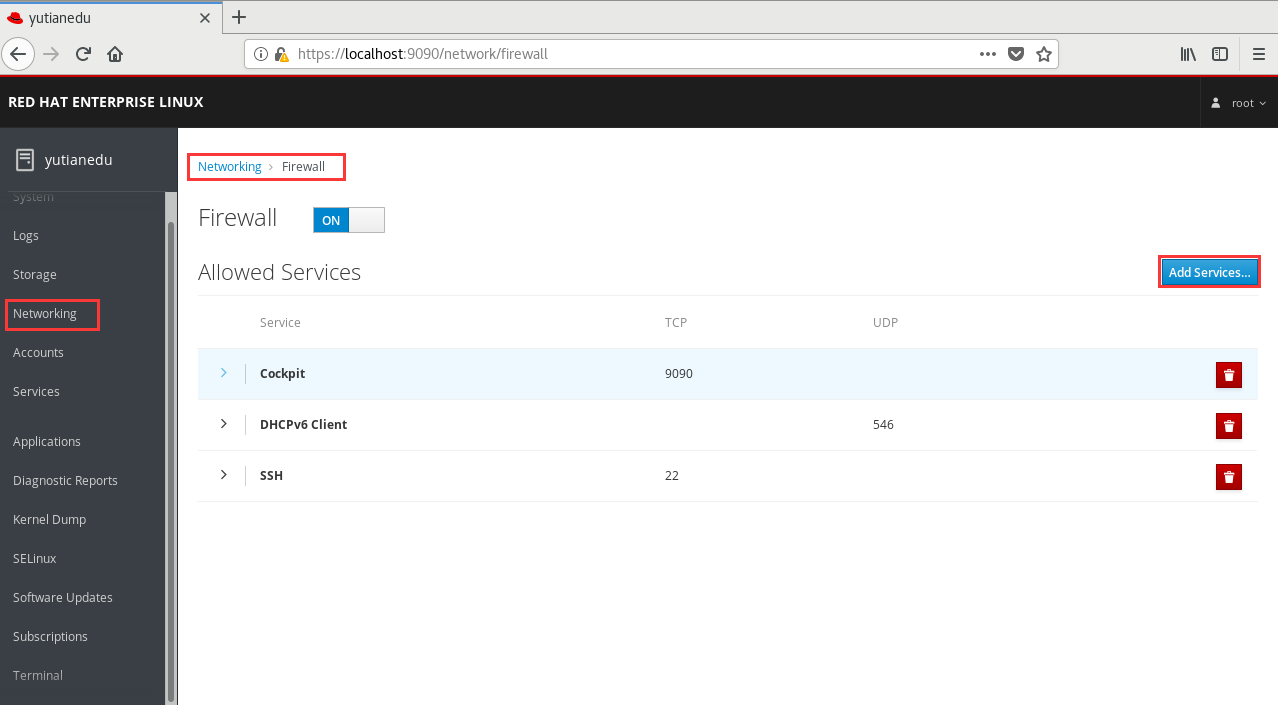 yutianedu
https://localhost:9090/network/firewall
RED HAT ENTERPRISE LINUX
root
yutianedu
System
Logs
Storage
Networking
Accounts
Services
Applications
Diagnostic Reports
Kernel Dump
SELinux
Software Updates
Subscriptions
Terminal
Networking > Firewall
Firewall ON
Allowed Services
Add Services...
Service TCP UDP
Cockpit 9090
DHCPv6 Client 546
SSH 22